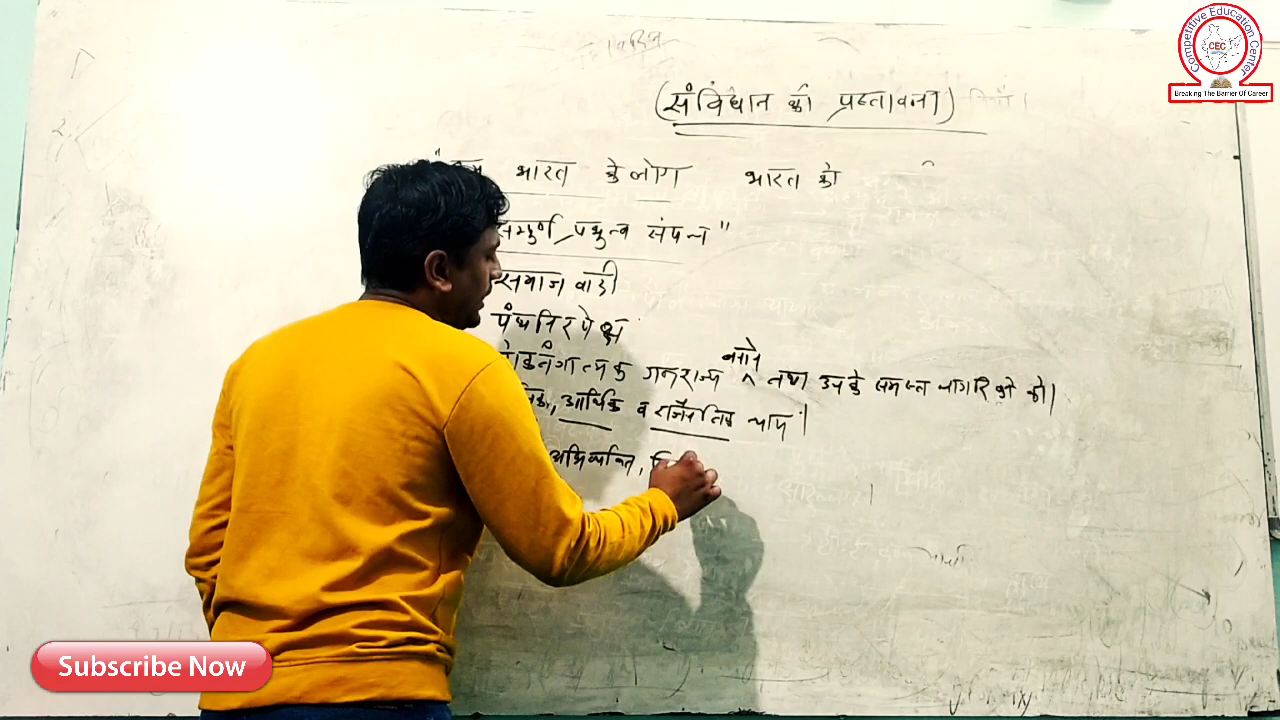 Competitive Education Center
CEC
Breaking The Barrier Of Career
(संविधान की प्रस्तावना)
भारत के लोग भारत को
सम्पुर्ण प्रभुत्व संपन्न"
समाजवादी
पंथनिरपेक्ष
गणराज्य बनाने तथा उसके समस्त नागरिको को।
, आर्थिक व राजनैतिक न्याय।
अभिव्यक्ति,
Subscribe Now